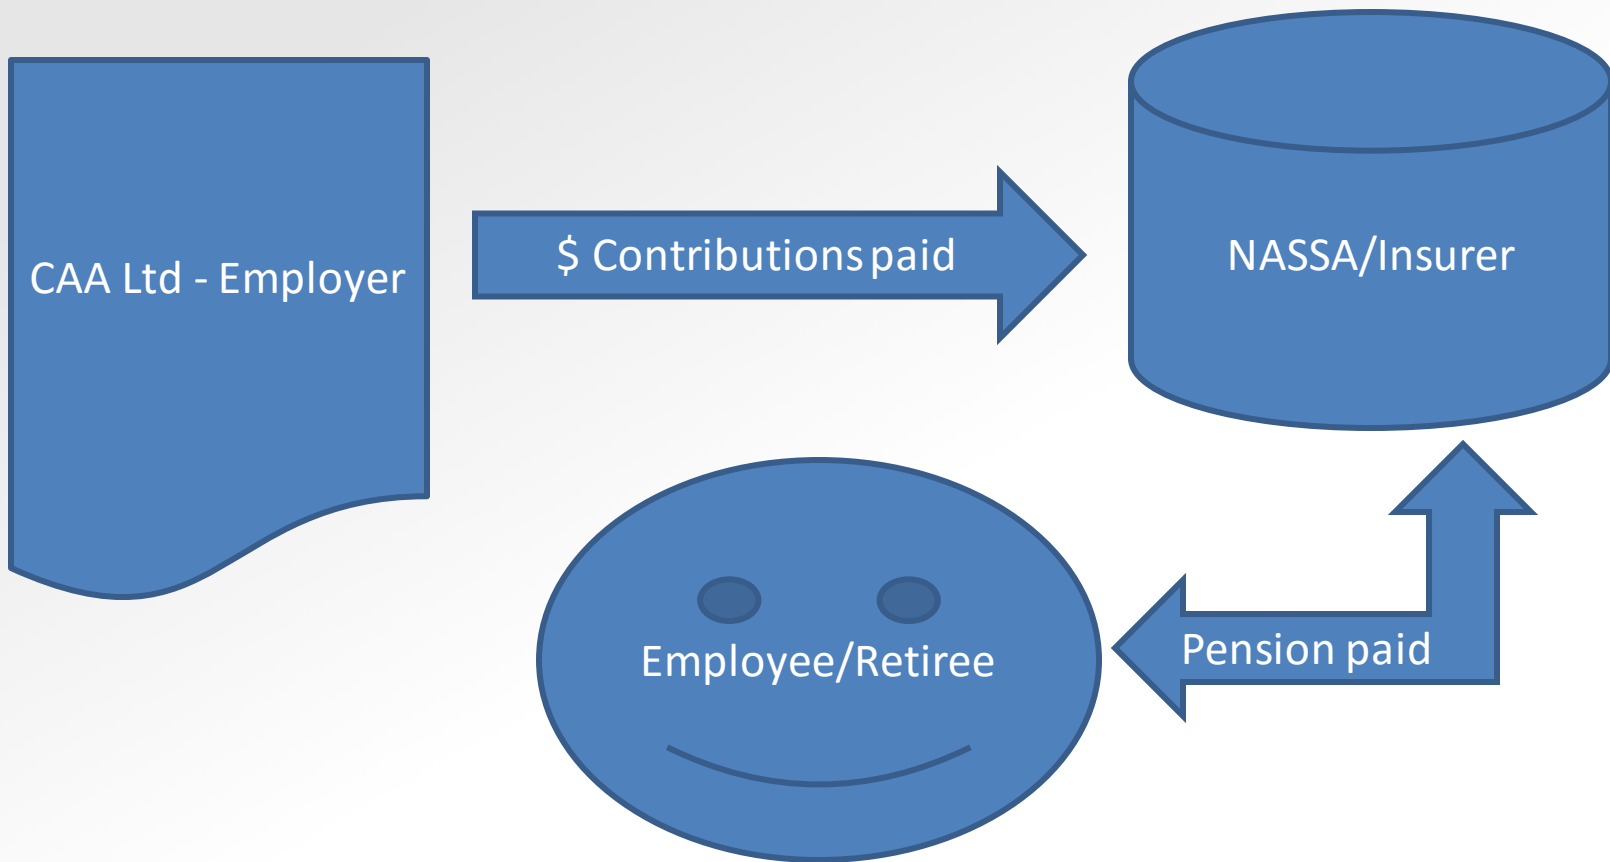 CAA Ltd - Employer
$ Contributions paid
NASSA/Insurer
Employee/Retiree
Pension paid